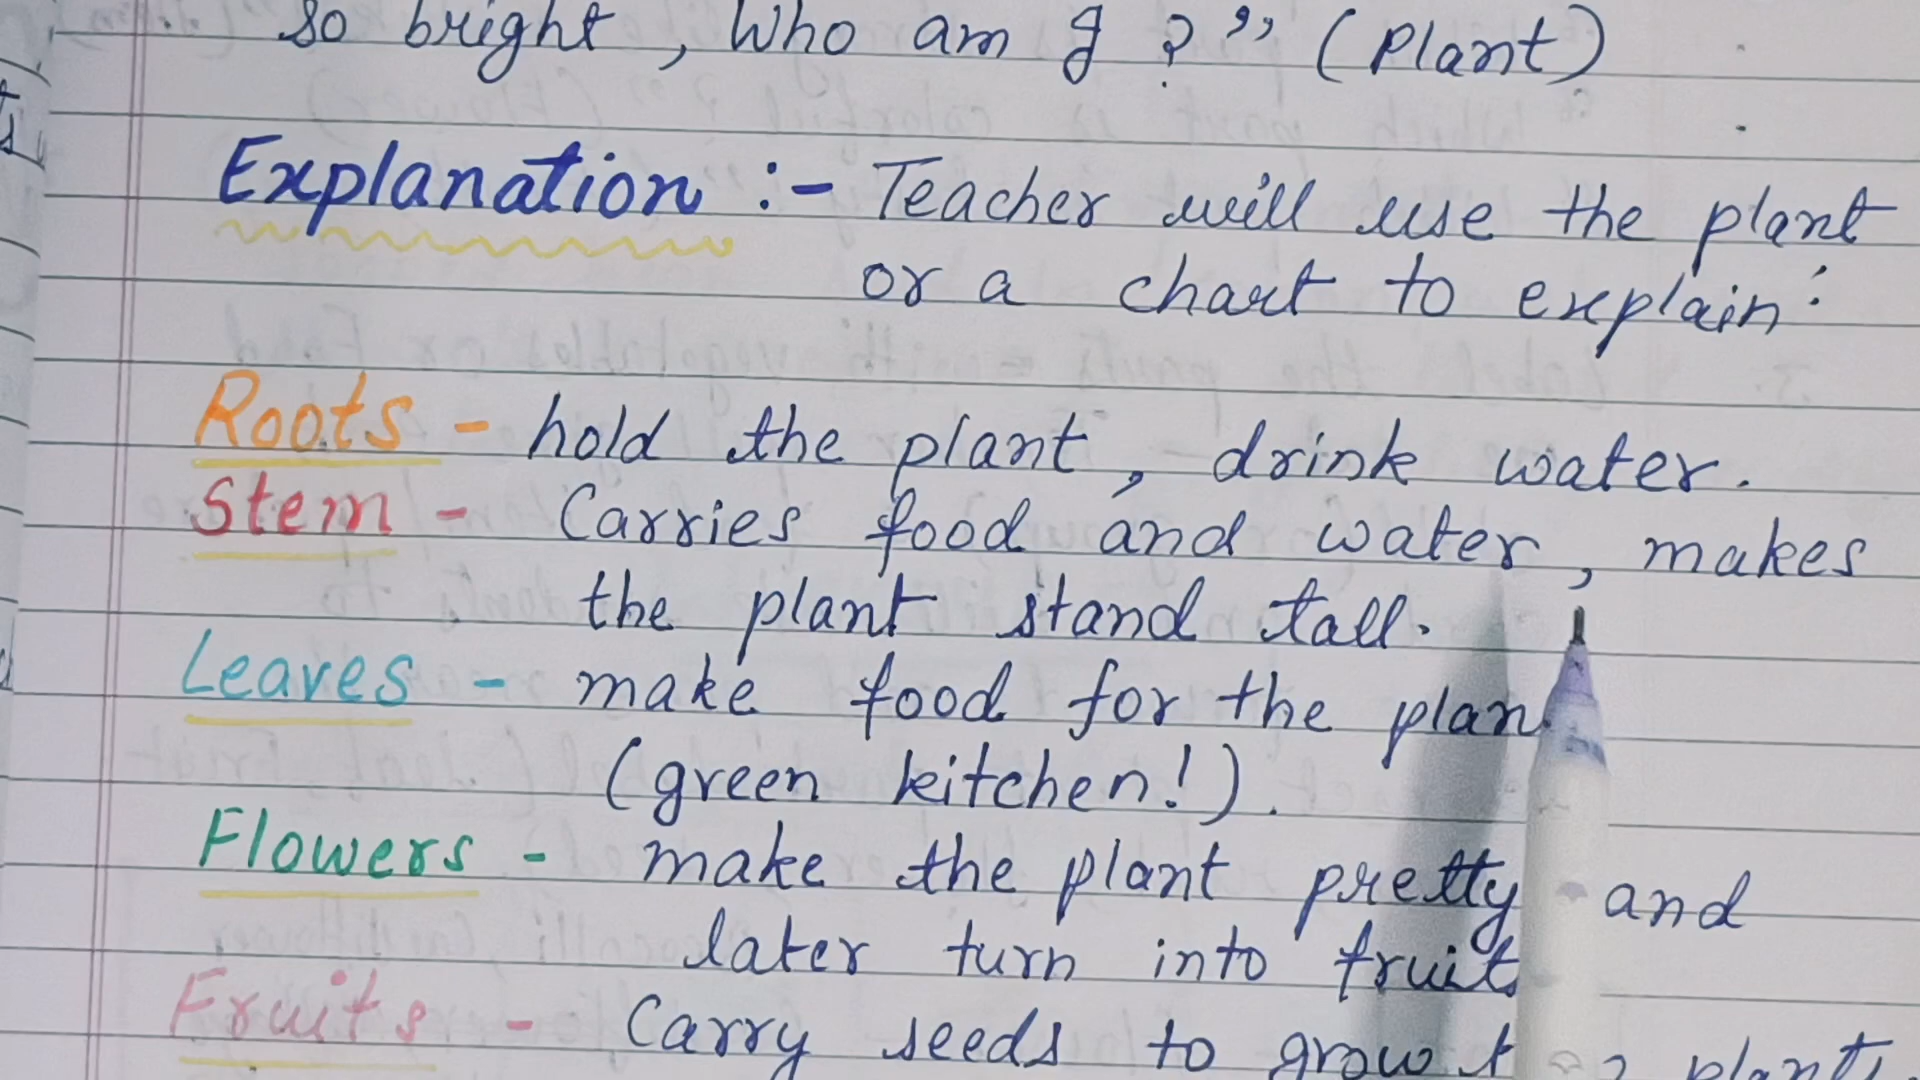 so bright, Who am I?" (Plant)
Explanation :- Teacher will use the plant
or a chart to explain:
Roots - hold the plant, drink water.
Stem - Carries food and water, makes
the plant stand tall.
Leaves - make food for the
(green kitchen!).
Flowers - make the plant pretty and
later turn into
Fruits - Carry seeds to grow